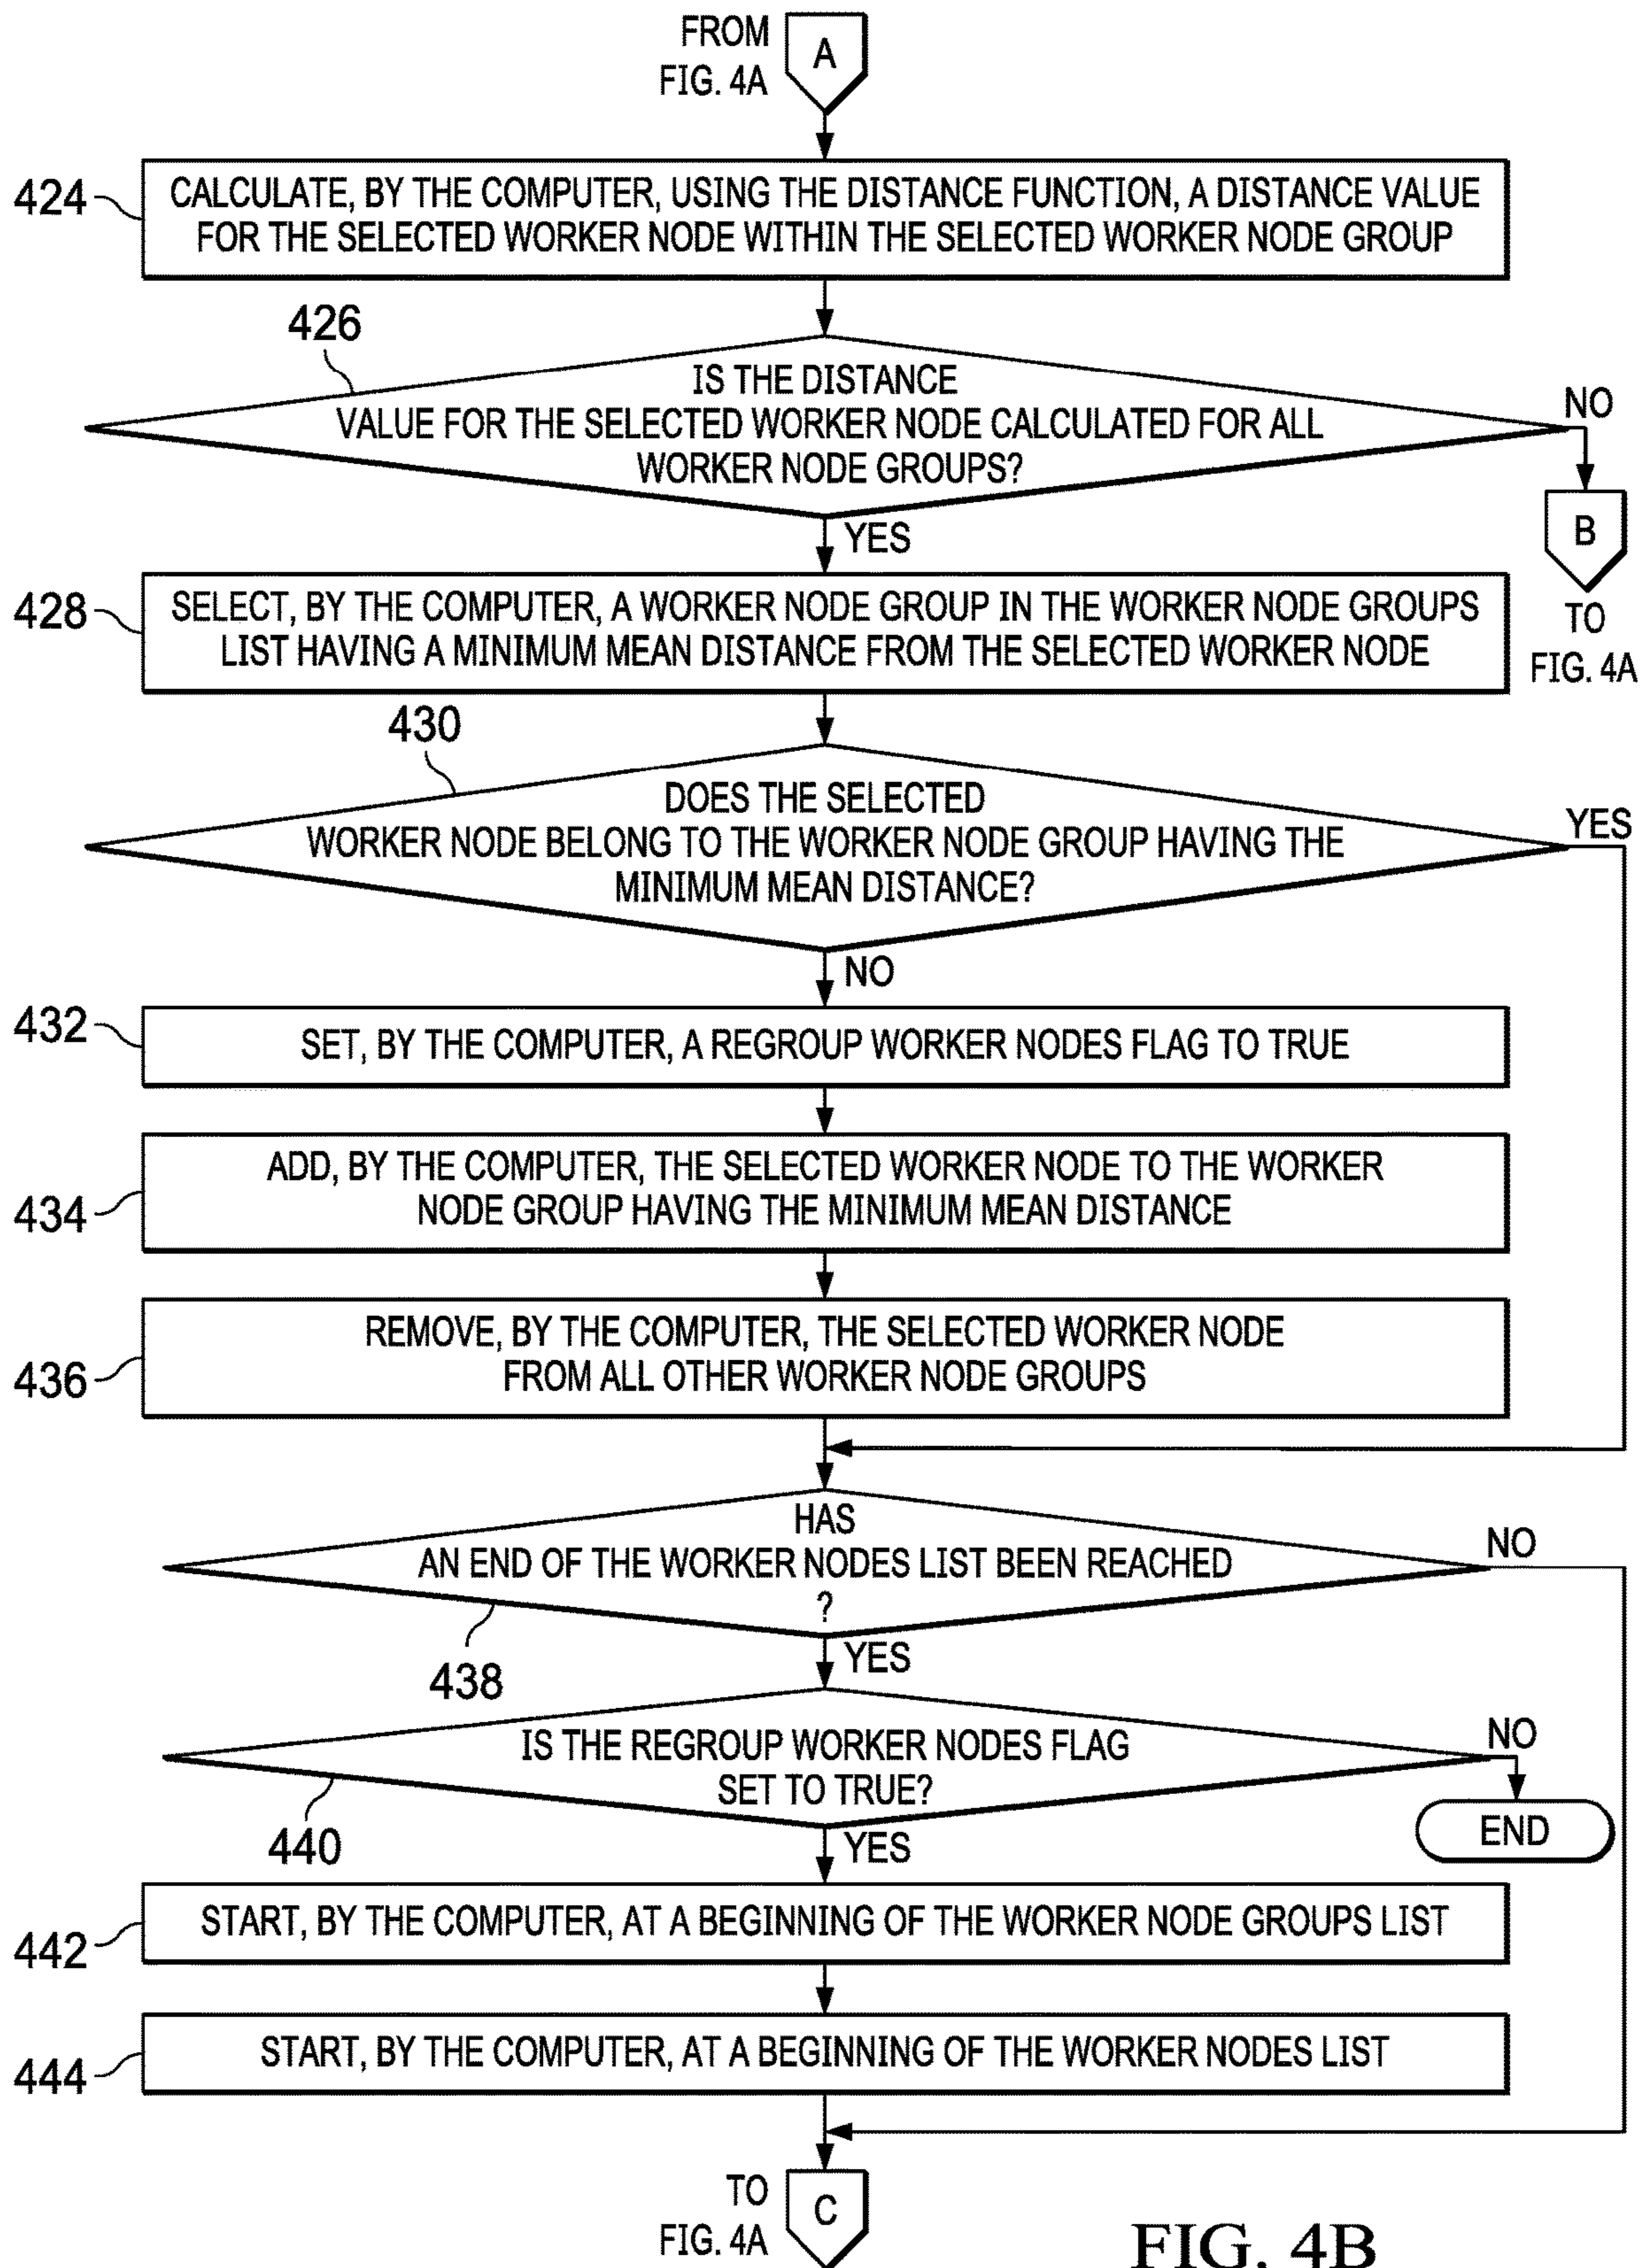 FROM
FIG. 4A
A
424
CALCULATE, BY THE COMPUTER, USING THE DISTANCE FUNCTION, A DISTANCE VALUE
FOR THE SELECTED WORKER NODE WITHIN THE SELECTED WORKER NODE GROUP
426
IS THE DISTANCE
VALUE FOR THE SELECTED WORKER NODE CALCULATED FOR ALL
WORKER NODE GROUPS?
NO
B
TO
FIG. 4A
YES
428
SELECT, BY THE COMPUTER, A WORKER NODE GROUP IN THE WORKER NODE GROUPS
LIST HAVING A MINIMUM MEAN DISTANCE FROM THE SELECTED WORKER NODE
430
DOES THE SELECTED
WORKER NODE BELONG TO THE WORKER NODE GROUP HAVING THE
MINIMUM MEAN DISTANCE?
YES
NO
432
SET, BY THE COMPUTER, A REGROUP WORKER NODES FLAG TO TRUE
434
ADD, BY THE COMPUTER, THE SELECTED WORKER NODE TO THE WORKER
NODE GROUP HAVING THE MINIMUM MEAN DISTANCE
436
REMOVE, BY THE COMPUTER, THE SELECTED WORKER NODE
FROM ALL OTHER WORKER NODE GROUPS
HAS
AN END OF THE WORKER NODES LIST BEEN REACHED
?
NO
438
YES
IS THE REGROUP WORKER NODES FLAG
SET TO TRUE?
NO
END
440
YES
442
START, BY THE COMPUTER, AT A BEGINNING OF THE WORKER NODE GROUPS LIST
444
START, BY THE COMPUTER, AT A BEGINNING OF THE WORKER NODES LIST
TO
FIG. 4A
C
FIG. 4B